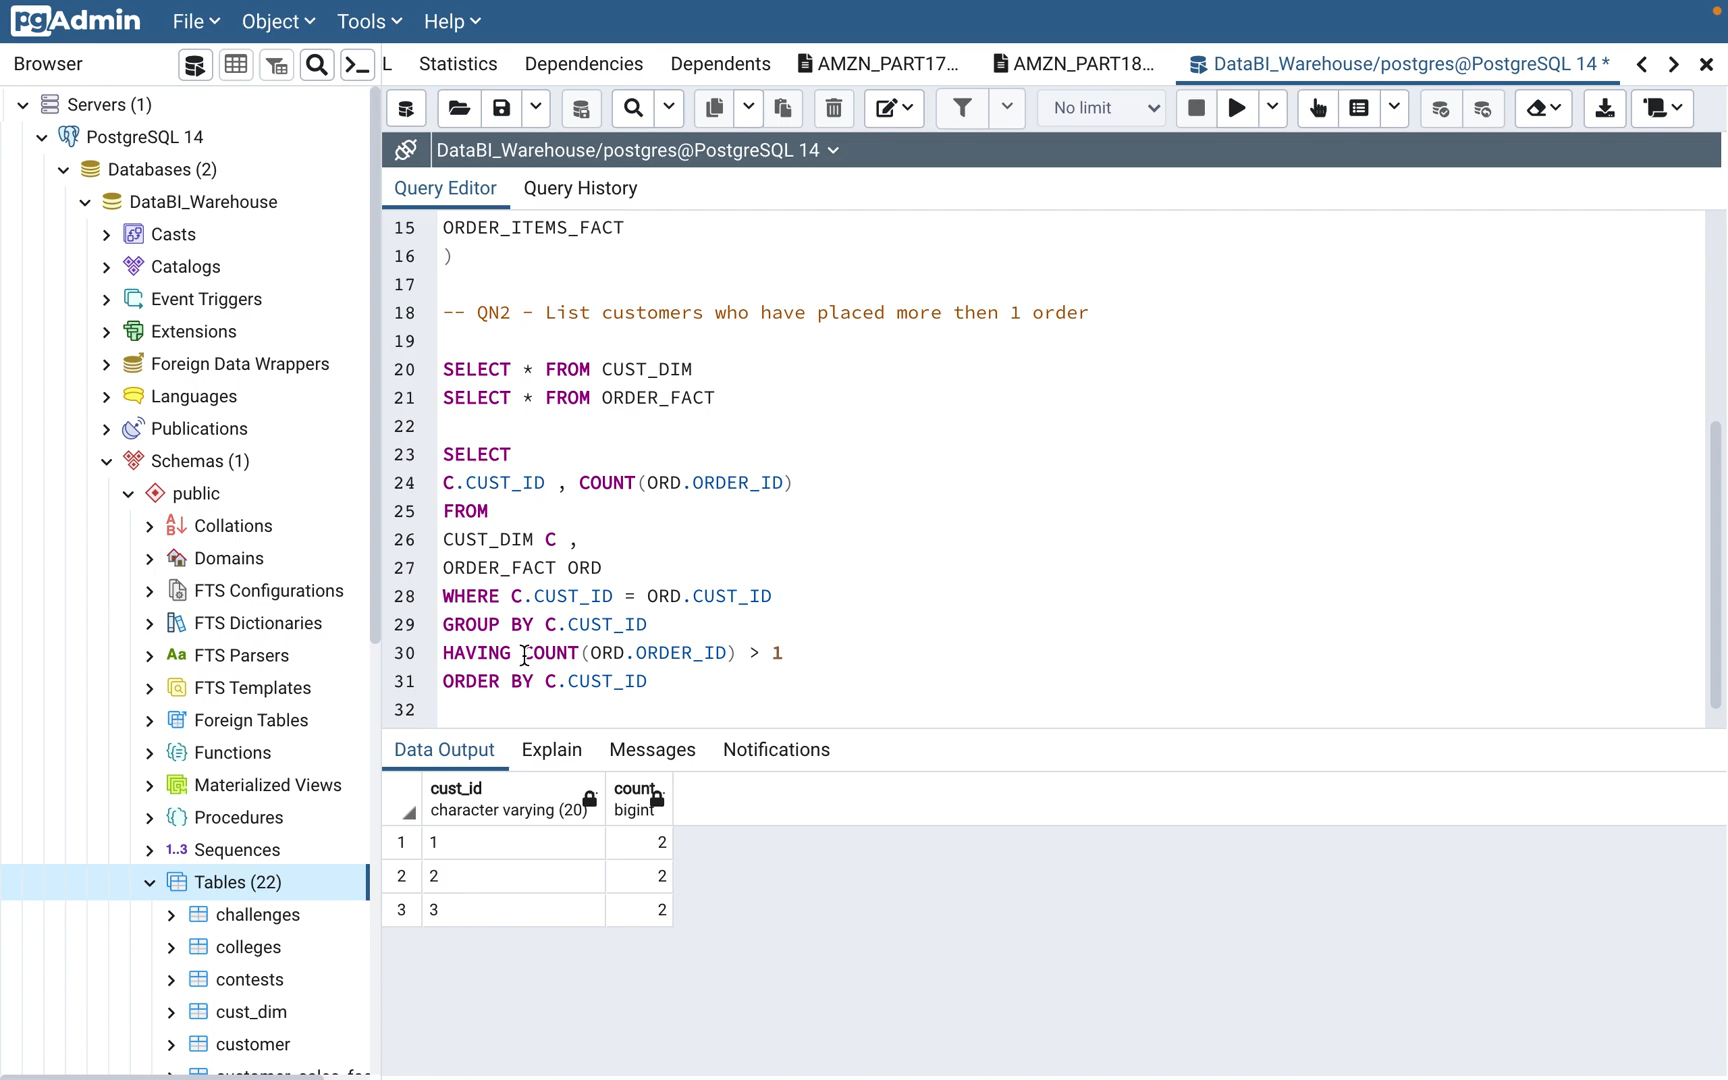 pgAdmin File Object Tools Help
Browser
L Statistics Dependencies Dependents AMZN_PART17... AMZN_PART18... DataBI_Warehouse/postgres@PostgreSQL 14 *
No limit
DataBI_Warehouse/postgres@PostgreSQL 14
Query Editor Query History
Servers (1)
PostgreSQL 14
Databases (2)
DataBI_Warehouse
Casts
Catalogs
Event Triggers
Extensions
Foreign Data Wrappers
Languages
Publications
Schemas (1)
public
Collations
Domains
FTS Configurations
FTS Dictionaries
FTS Parsers
FTS Templates
Foreign Tables
Functions
Materialized Views
Procedures
1..3 Sequences
Tables (22)
challenges
colleges
contests
cust_dim
customer
15 ORDER_ITEMS_FACT
16 )
17
18 -- QN2 - List customers who have placed more then 1 order
19
20 SELECT * FROM CUST_DIM
21 SELECT * FROM ORDER_FACT
22
23 SELECT
24 C.CUST_ID , COUNT(ORD.ORDER_ID)
25 FROM
26 CUST_DIM C ,
27 ORDER_FACT ORD
28 WHERE C.CUST_ID = ORD.CUST_ID
29 GROUP BY C.CUST_ID
30 HAVING COUNT(ORD.ORDER_ID) > 1
31 ORDER BY C.CUST_ID
32
Data Output Explain Messages Notifications
cust_id count
character varying (20) bigint
1 1 2
2 2 2
3 3 2